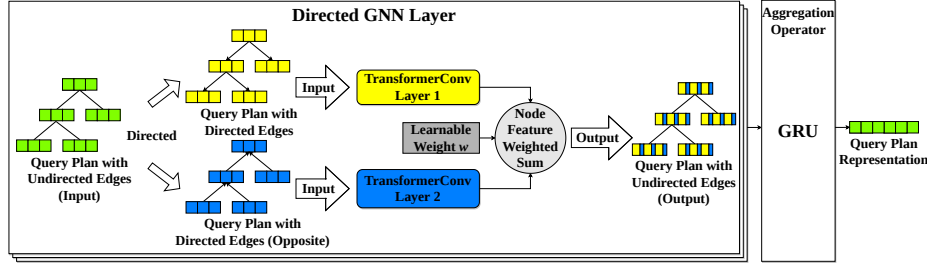 Directed GNN Layer
Query Plan with
Undirected Edges
(Input)
Directed
Query Plan with
Directed Edges
Query Plan with
Directed Edges (Opposite)
Input
Input
TransformerConv
Layer 1
Learnable
Weight w
TransformerConv
Layer 2
Node
Feature
Weighted
Sum
Output
Query Plan with
Undirected Edges
(Output)
Aggregation
Operator
GRU
Query Plan
Representation